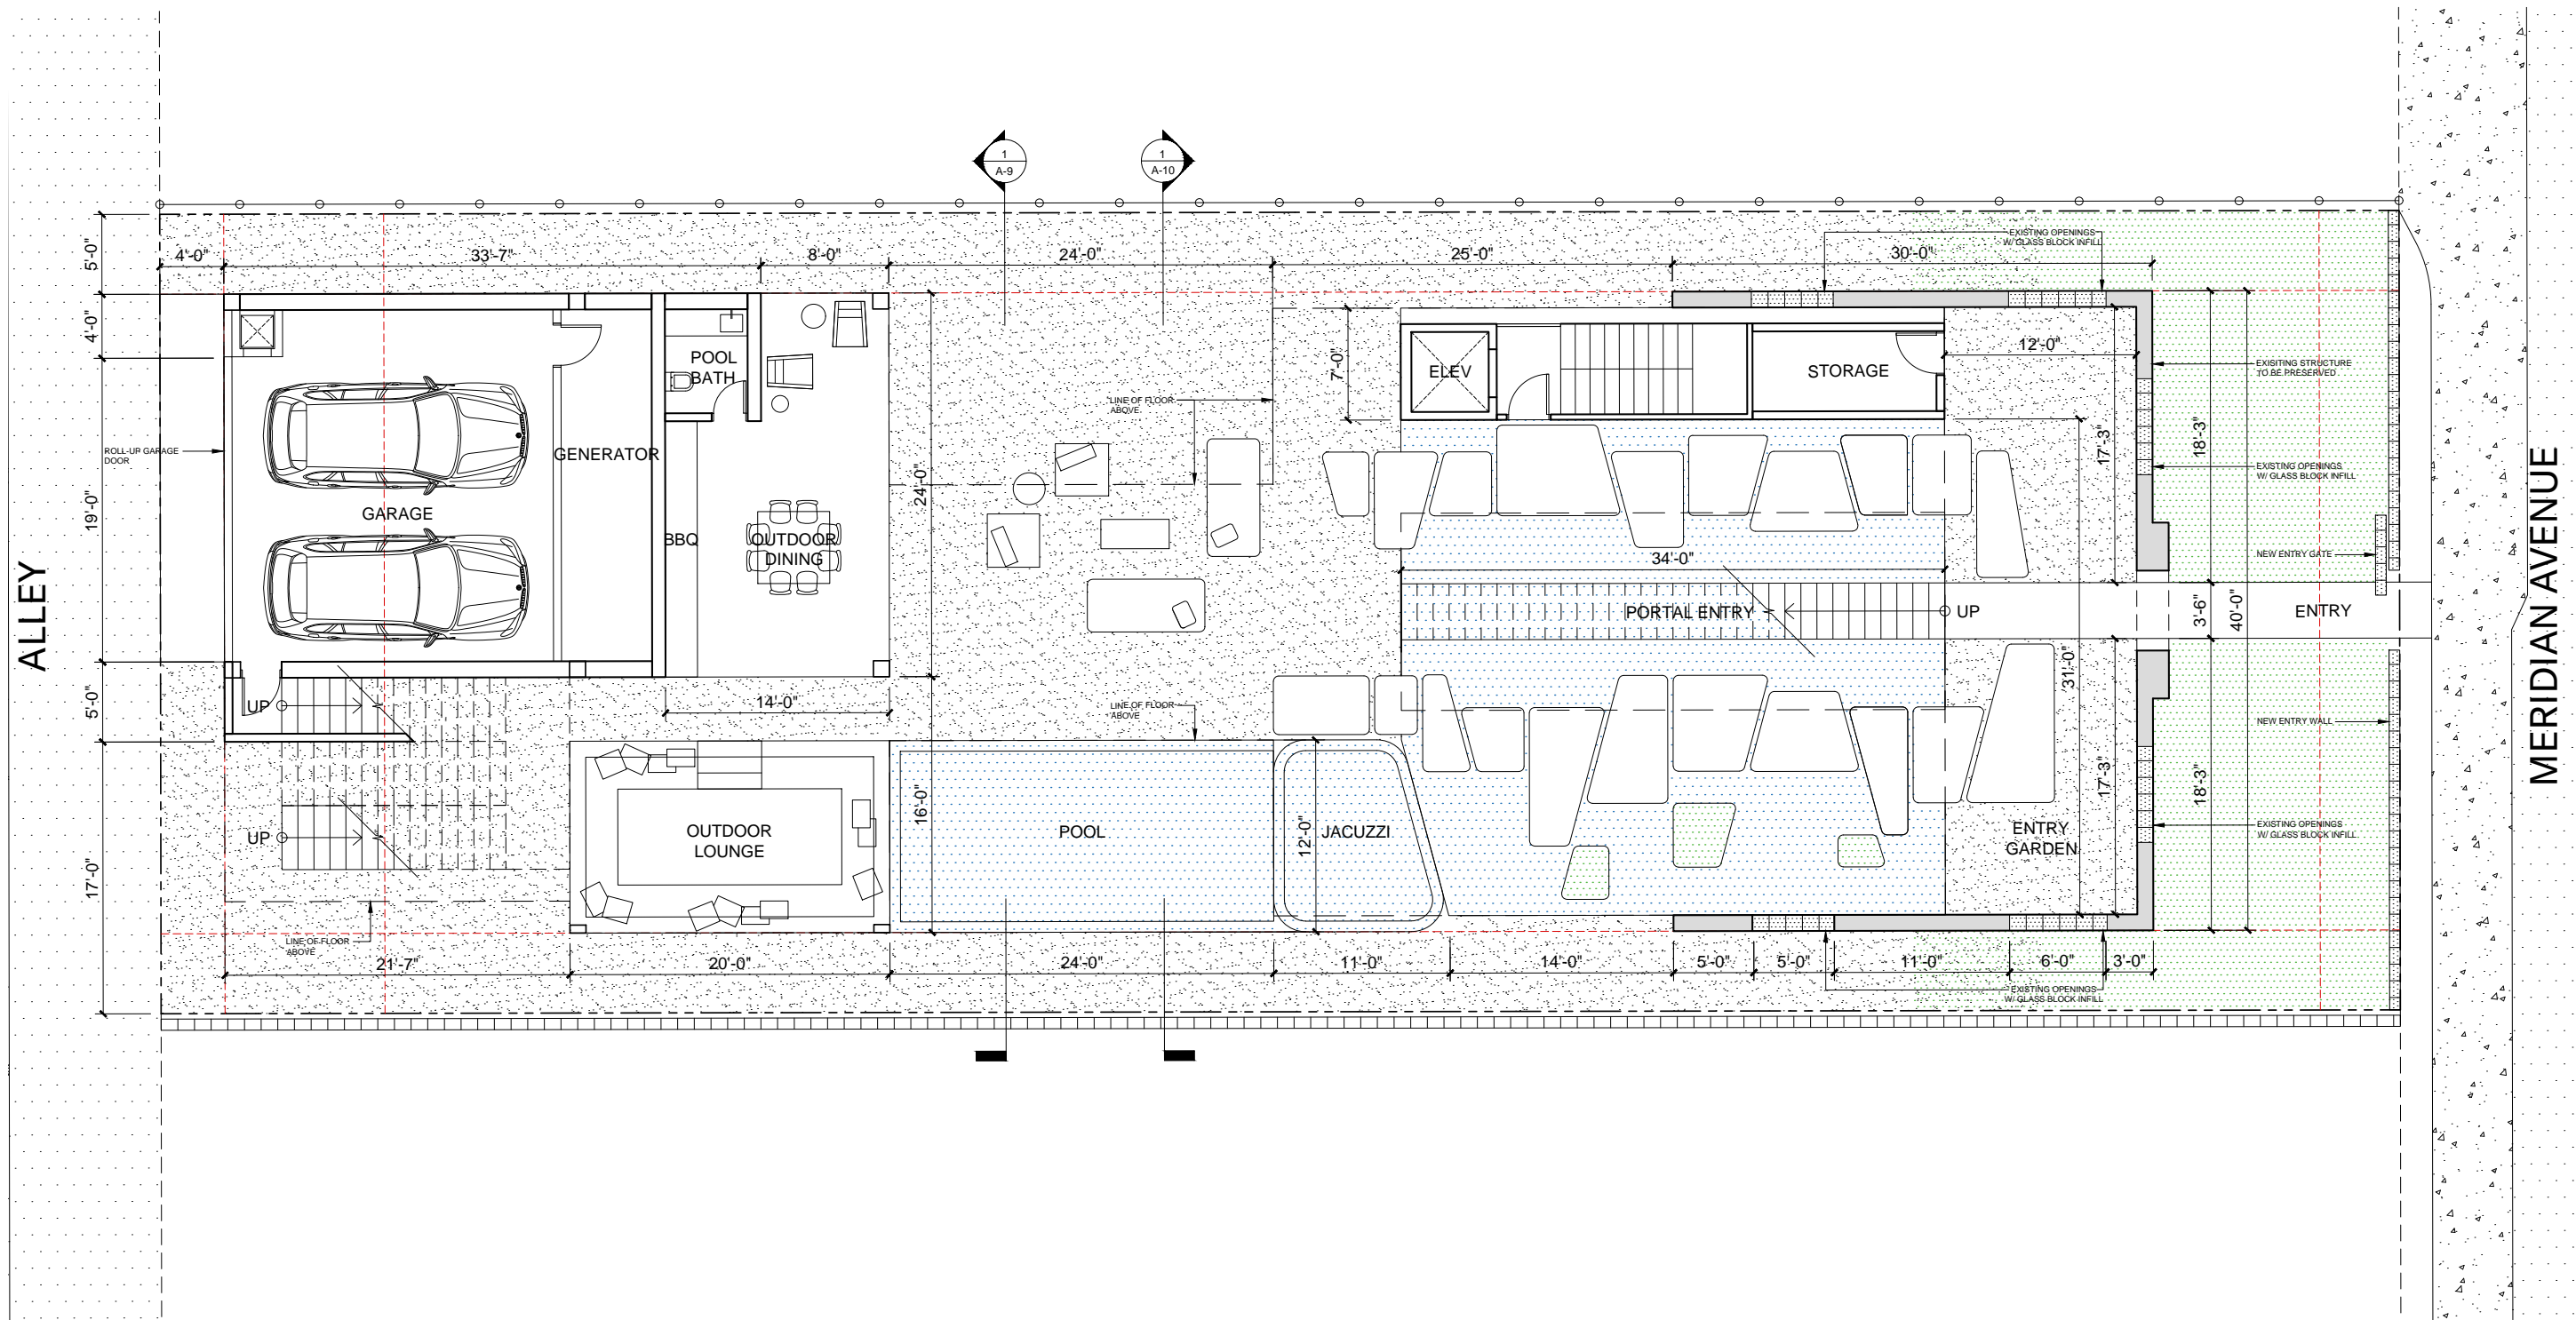 1
A-9
1
A-10
5'-0"
4'-0"
33'-7"
8'-0"
24'-0"
25'-0"
30'-0"
EXISTING OPENINGS
W/ GLASS BLOCK INFILL
4'-0"
7'-0"
12'-0"
POOL
BATH
ELEV
STORAGE
EXISITING STRUCTURE
TO BE PRESERVED
LINE OF FLOOR
ABOVE
ROLL-UP GARAGE
DOOR
GENERATOR
17'-3"
18'-3"
EXISTING OPENINGS
W/ GLASS BLOCK INFILL
19'-0"
GARAGE
24'-0"
BBQ
OUTDOOR
DINING
34'-0"
NEW ENTRY GATE
ALLEY
MERIDIAN AVENUE
PORTAL ENTRY
UP
3'-6"
40'-0"
ENTRY
31'-0"
5'-0"
UP
14'-0"
LINE OF FLOOR
ABOVE
NEW ENTRY WALL
17'-3"
18'-3"
16'-0"
12'-0"
UP
OUTDOOR
LOUNGE
POOL
JACUZZI
ENTRY
GARDEN
EXISTING OPENINGS
W/ GLASS BLOCK INFILL
17'-0"
LINE OF FLOOR
ABOVE
21'-7"
20'-0"
24'-0"
11'-0"
14'-0"
5'-0"
5'-0"
11'-0"
6'-0"
3'-0"
EXISTING OPENINGS
W/ GLASS BLOCK INFILL